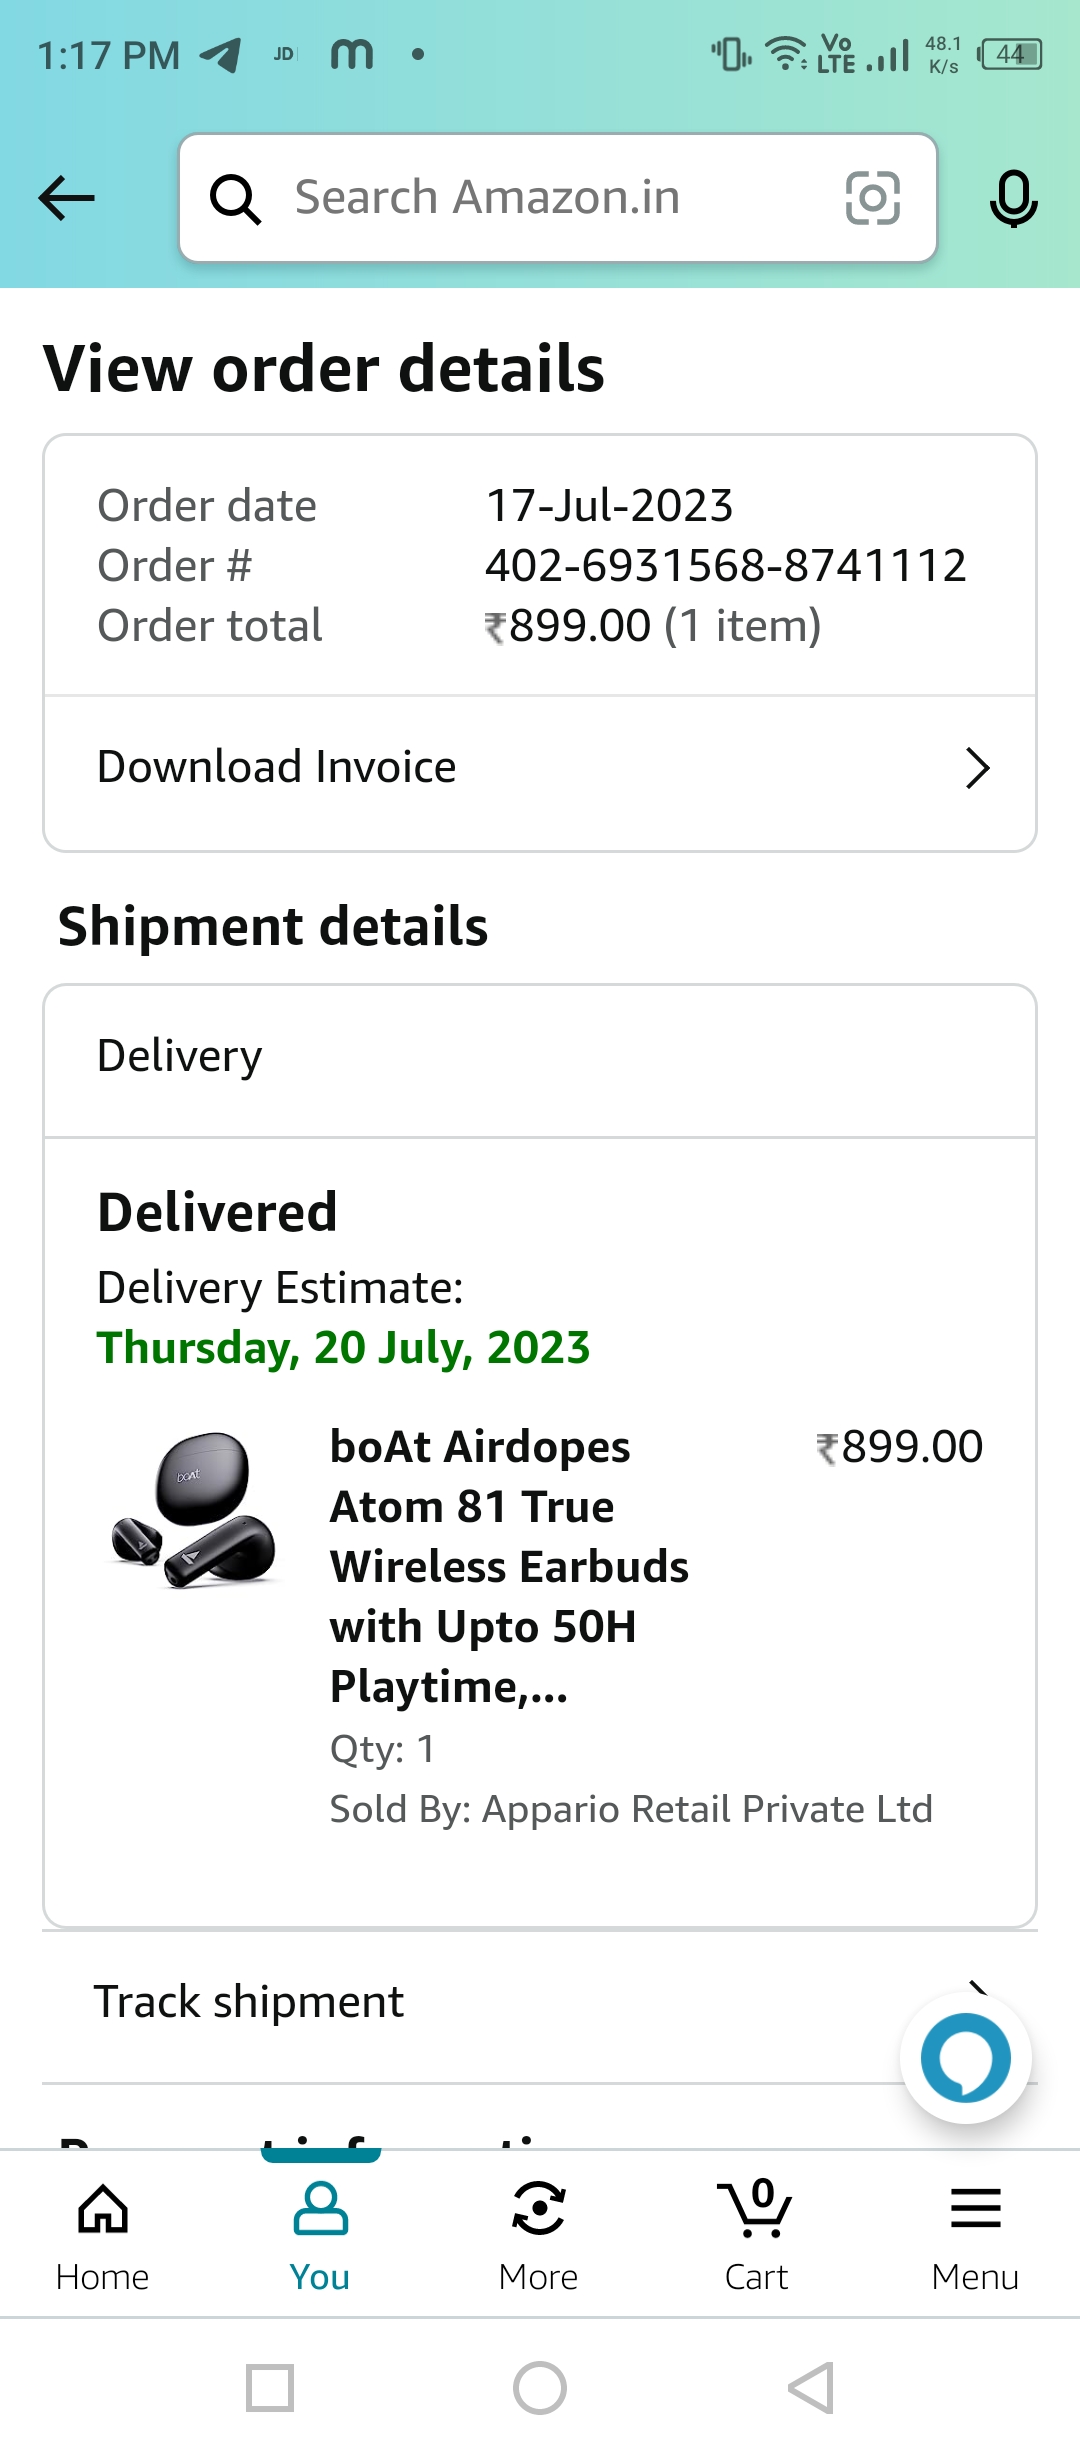 1:17 PM JD m Vo LTE 48.1 K/s 44
Search Amazon.in
View order details
Order date 17-Jul-2023
Order # 402-6931568-8741112
Order total ₹899.00 (1 item)
Download Invoice
Shipment details
Delivery
Delivered
Delivery Estimate:
Thursday, 20 July, 2023
boAt
boAt Airdopes ₹899.00
Atom 81 True
Wireless Earbuds
with Upto 50H
Playtime,...
Qty: 1
Sold By: Appario Retail Private Ltd
Track shipment
0
Home You More Cart Menu